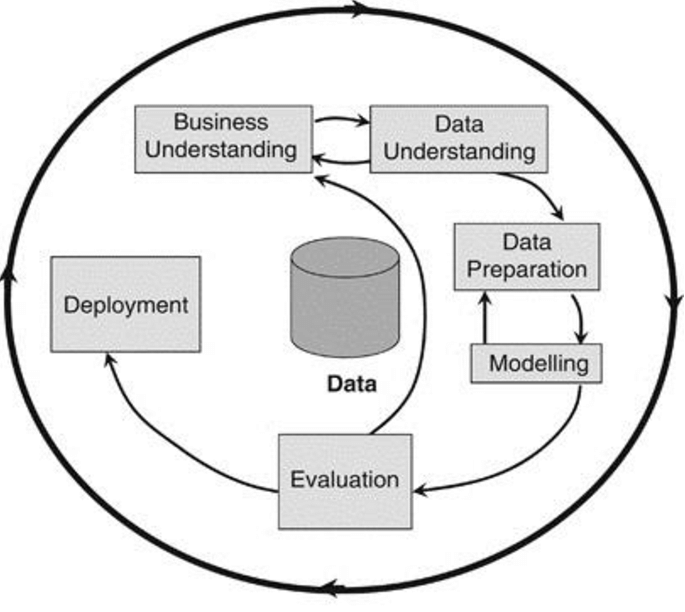 Business
Understanding
Data
Understanding
Data
Preparation
Deployment
Modelling
Data
Evaluation